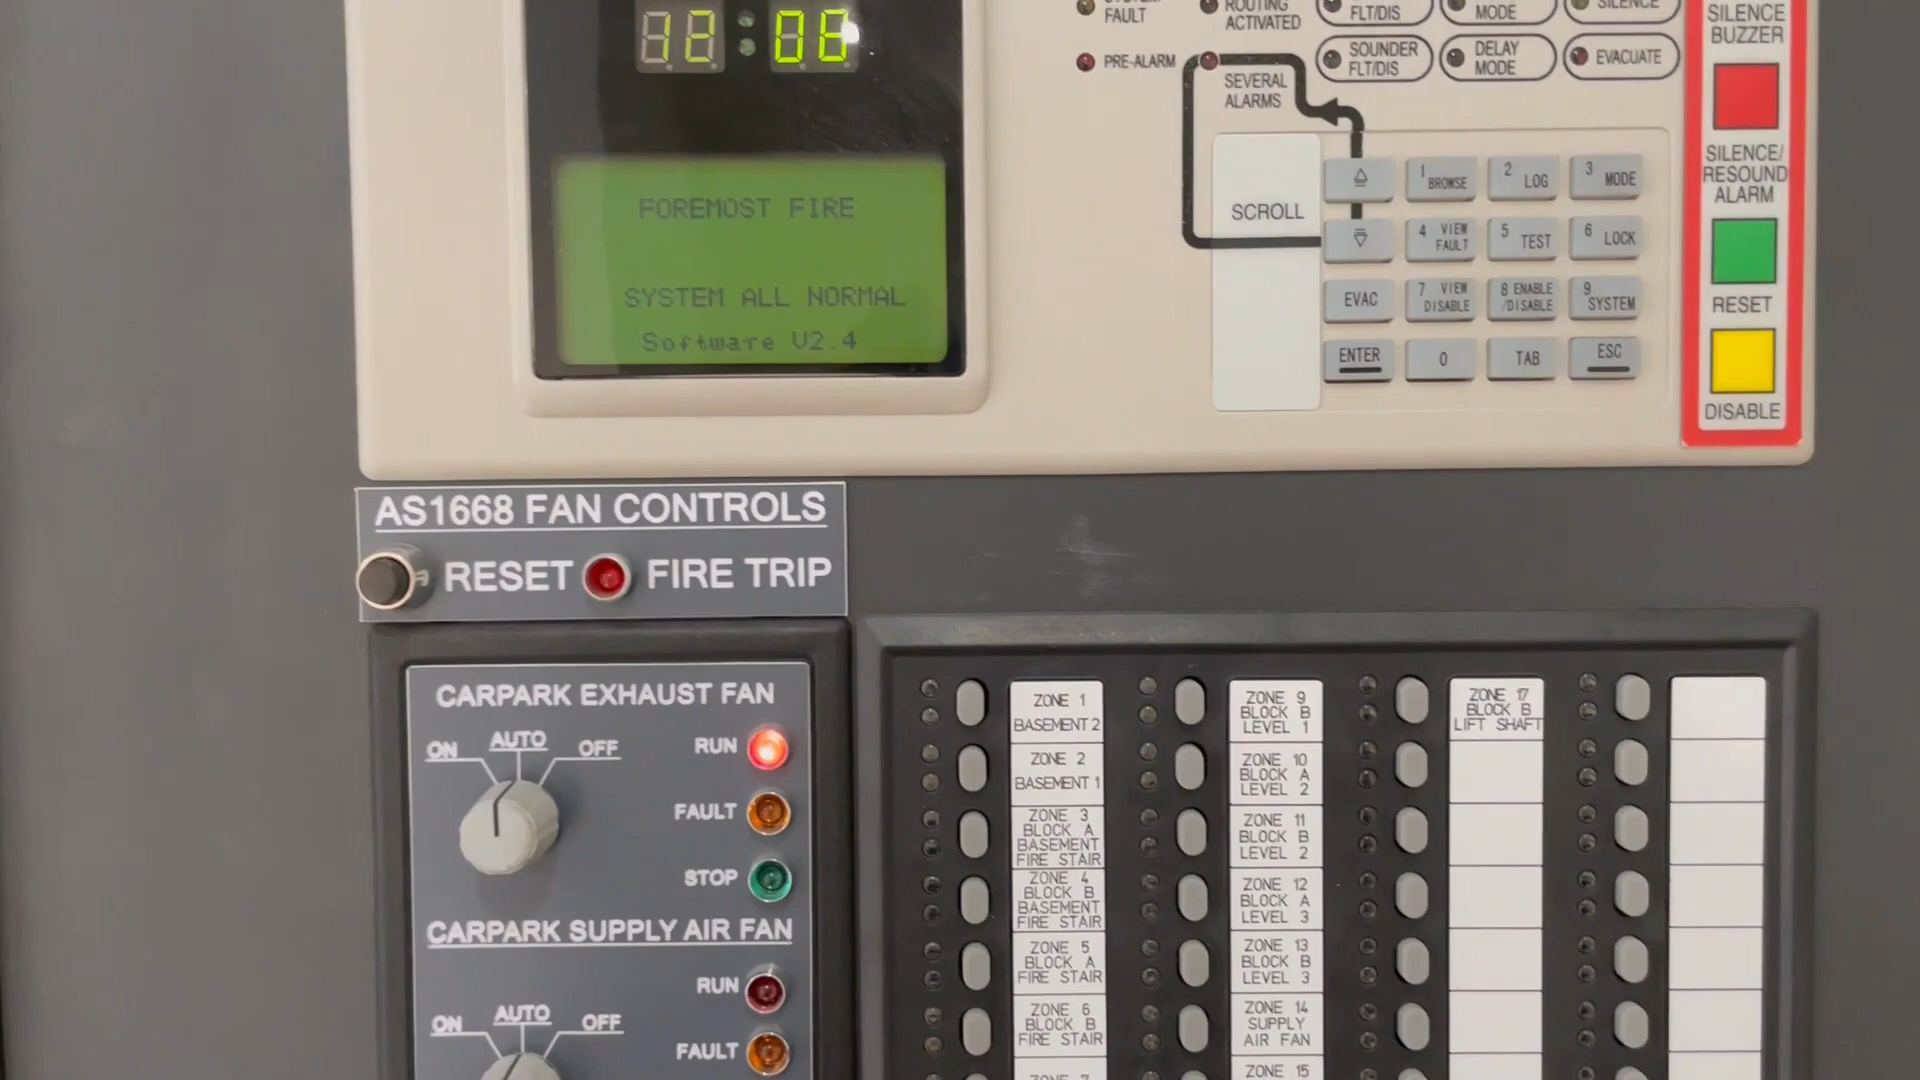 12:06
FAULT
ROUTING
ACTIVATED
FLT/DIS
MODE
SILENCE
PRE-ALARM
SEVERAL
ALARMS
SOUNDER
FLT/DIS
DELAY
MODE
EVACUATE
SILENCE
BUZZER
SILENCE/
RESOUND
ALARM
RESET
DISABLE
FOREMOST FIRE
SYSTEM ALL NORMAL
Software V2.4
SCROLL
1 BROWSE
2 LOG
3 MODE
4 VIEW
FAULT
5 TEST
6 LOCK
EVAC
7 VIEW
DISABLE
8 ENABLE
/DISABLE
9 SYSTEM
ENTER
0
TAB
ESC
AS1668 FAN CONTROLS
RESET
FIRE TRIP
CARPARK EXHAUST FAN
ON
AUTO
OFF
RUN
FAULT
STOP
CARPARK SUPPLY AIR FAN
ON
AUTO
OFF
RUN
FAULT
ZONE 1
BASEMENT 2
ZONE 2
BASEMENT 1
ZONE 3
BLOCK A
BASEMENT
FIRE STAIR
ZONE 4
BLOCK B
BASEMENT
FIRE STAIR
ZONE 5
BLOCK A
FIRE STAIR
ZONE 6
BLOCK B
FIRE STAIR
ZONE 7
ZONE 9
BLOCK B
LEVEL 1
ZONE 10
BLOCK A
LEVEL 2
ZONE 11
BLOCK B
LEVEL 2
ZONE 12
BLOCK A
LEVEL 3
ZONE 13
BLOCK B
LEVEL 3
ZONE 14
SUPPLY
AIR FAN
ZONE 15
ZONE 17
BLOCK B
LIFT SHAFT